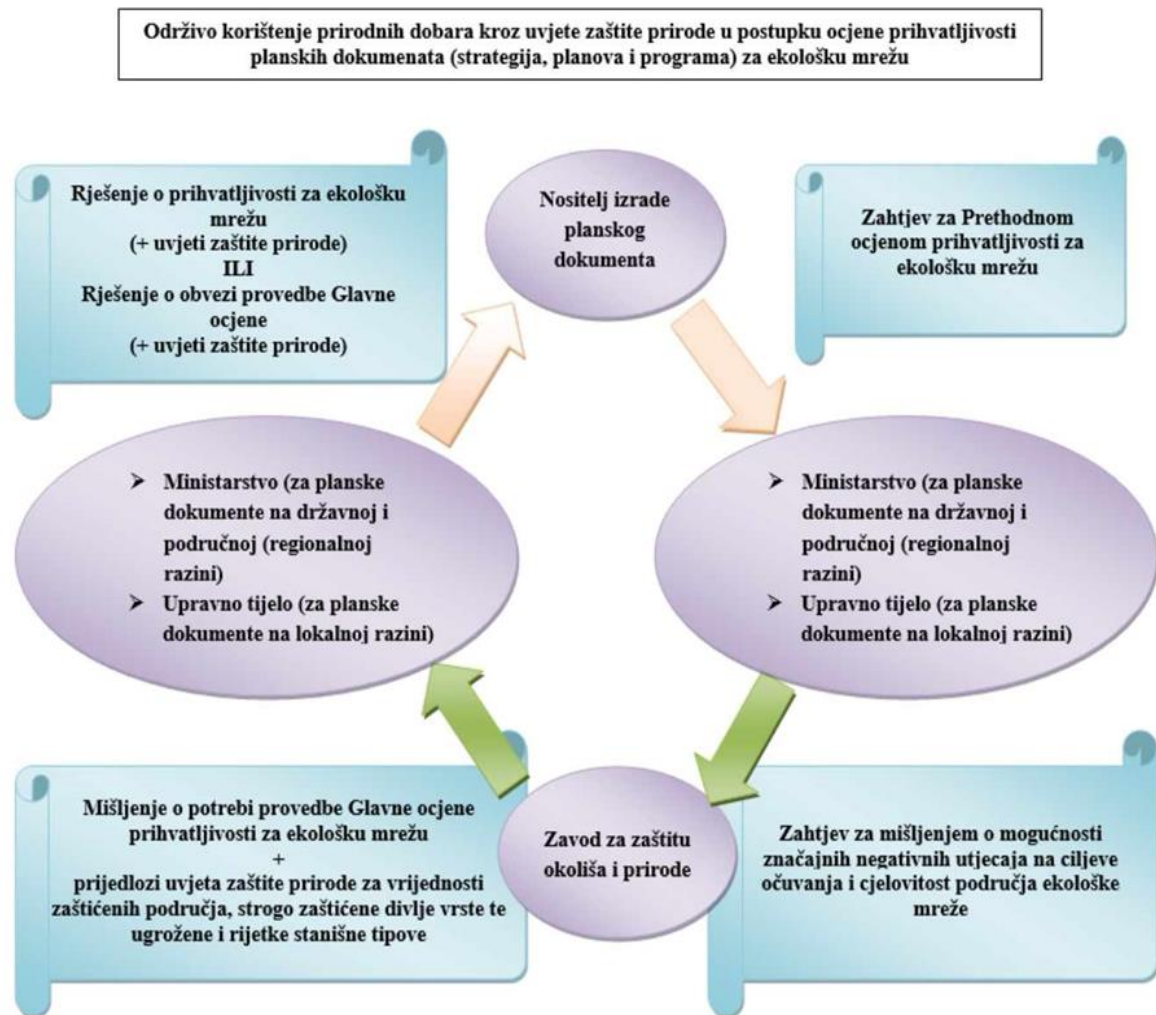 Održivo korištenje prirodnih dobara kroz uvjete zaštite prirode u postupku ocjene prihvatljivosti
planskih dokumenata (strategija, planova i programa) za ekološku mrežu
Rješenje o prihvatljivosti za ekološku
mrežu
(+ uvjeti zaštite prirode)
ILI
Rješenje o obvezi provedbe Glavne
ocjene
(+ uvjeti zaštite prirode)
Nositelj izrade
planskog
dokumenta
Zahtjev za Prethodnom
ocjenom prihvatljivosti za
ekološku mrežu
➢ Ministarstvo (za planske
dokumente na državnoj i
područnoj (regionalnoj
razini)
➢ Upravno tijelo (za planske
dokumente na lokalnoj razini)
➢ Ministarstvo (za planske
dokumente na državnoj i
područnoj (regionalnoj
razini)
➢ Upravno tijelo (za planske
dokumente na lokalnoj razini)
Mišljenje o potrebi provedbe Glavne ocjene
prihvatljivosti za ekološku mrežu
+
prijedlozi uvjeta zaštite prirode za vrijednosti
zaštićenih područja, strogo zaštićene divlje vrste te
ugrožene i rijetke stanišne tipove
Zavod za zaštitu
okoliša i prirode
Zahtjev za mišljenjem o mogućnosti
značajnih negativnih utjecaja na ciljeve
očuvanja i cjelovitost područja ekološke
mreže